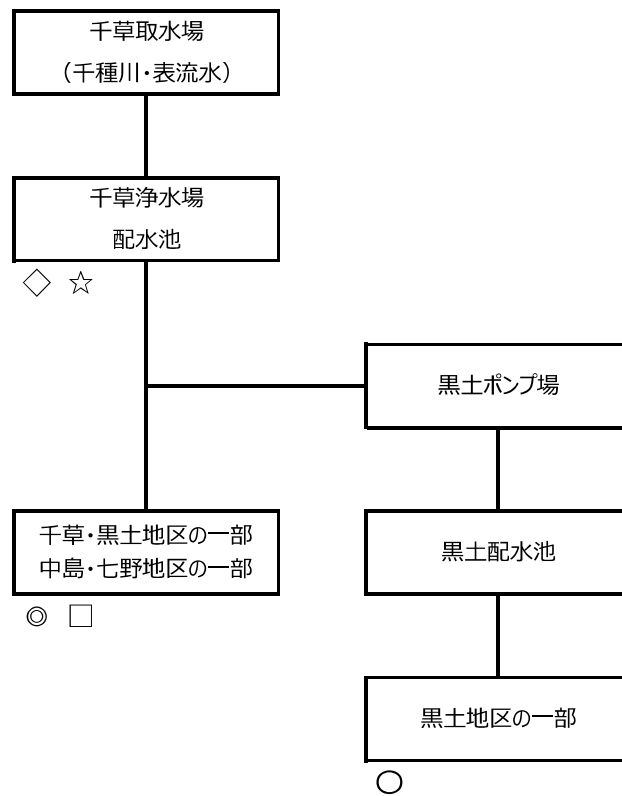 千草取水場
（千種川・表流水）
千草浄水場
配水池
◇ ☆
黒土ポンプ場
千草・黒土地区の一部
中島・七野地区の一部
◎ □
黒土配水池
黒土地区の一部
○